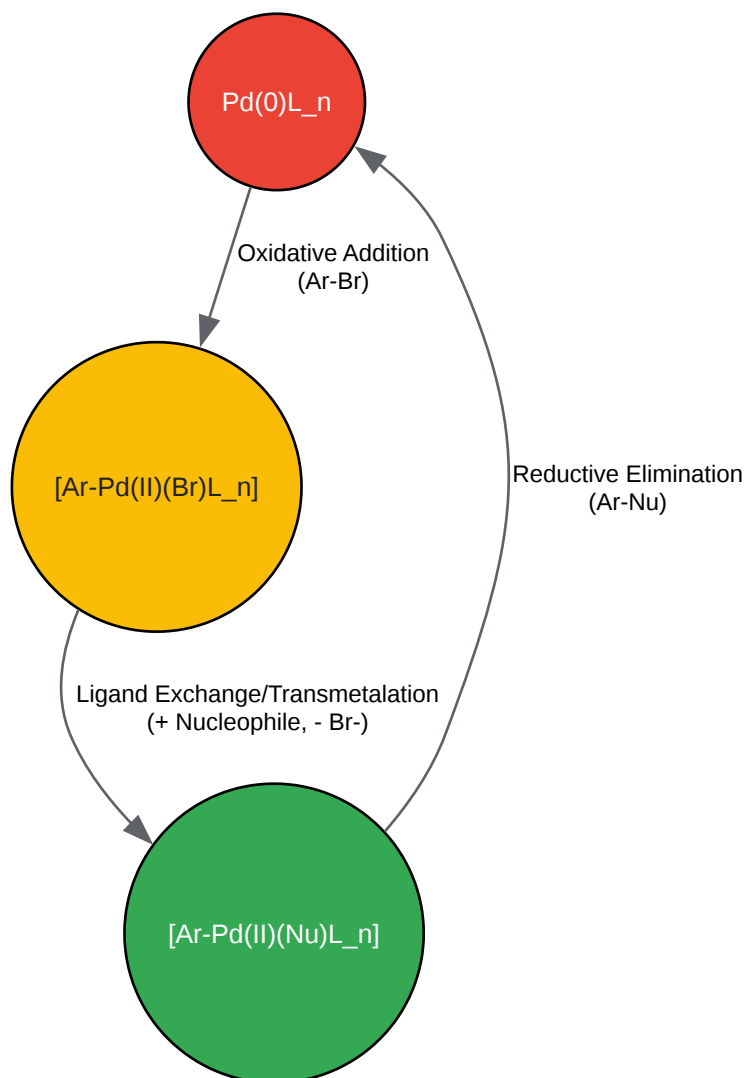 Pd(0)L_n
Oxidative Addition
(Ar-Br)
[Ar-Pd(II)(Br)L_n]
Reductive Elimination
(Ar-Nu)
Ligand Exchange/Transmetalation
(+ Nucleophile, - Br-)
[Ar-Pd(II)(Nu)L_n]